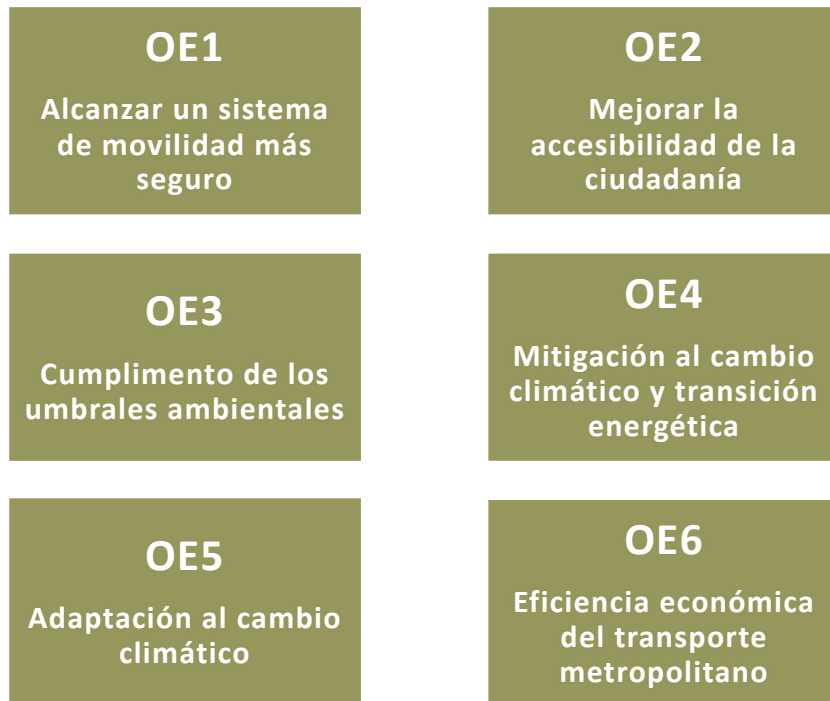 OE1
Alcanzar un sistema
de movilidad más
seguro
OE2
Mejorar la
accesibilidad de la
ciudadanía
OE3
Cumplimento de los
umbrales ambientales
OE4
Mitigación al cambio
climático y transición
energética
OE5
Adaptación al cambio
climático
OE6
Eficiencia económica
del transporte
metropolitano